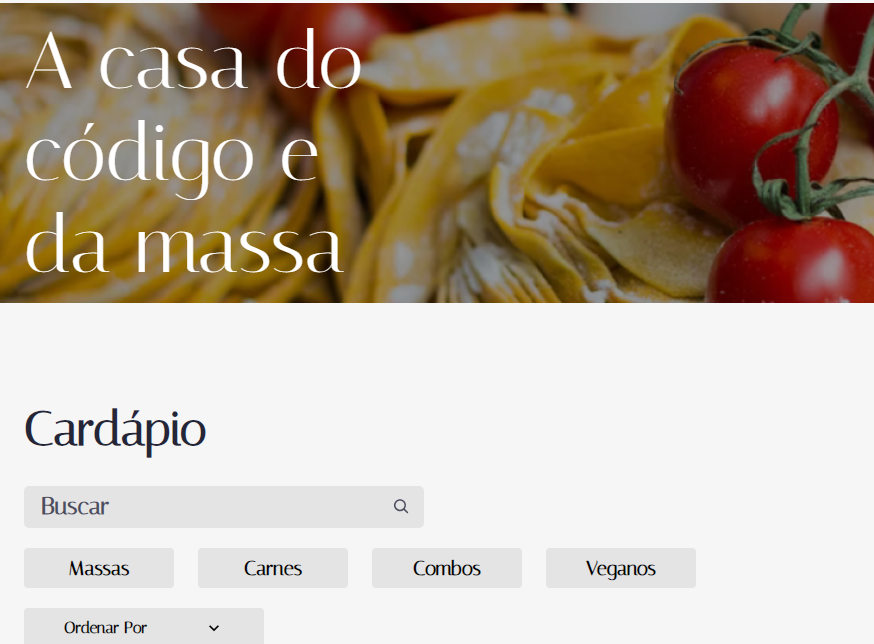 A casa do
código e
da massa
Cardápio
Buscar
Massas
Carnes
Combos
Veganos
Ordenar Por